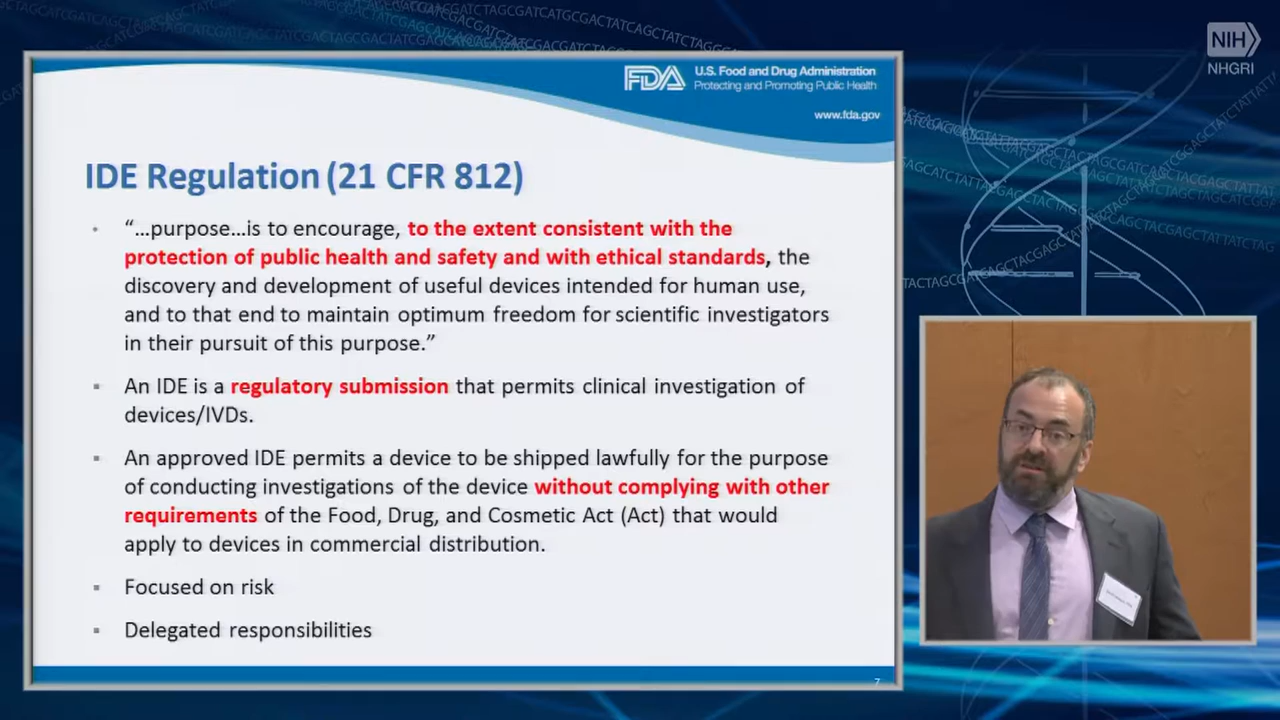 NIH
NHGRI
FDA
U.S. Food and Drug Administration
Protecting and Promoting Public Health
www.fda.gov
IDE Regulation (21 CFR 812)
• “…purpose…is to encourage, to the extent consistent with the
protection of public health and safety and with ethical standards, the
discovery and development of useful devices intended for human use,
and to that end to maintain optimum freedom for scientific investigators
in their pursuit of this purpose.”
▪ An IDE is a regulatory submission that permits clinical investigation of
devices/IVDs.
▪ An approved IDE permits a device to be shipped lawfully for the purpose
of conducting investigations of the device without complying with other
requirements of the Food, Drug, and Cosmetic Act (Act) that would
apply to devices in commercial distribution.
▪ Focused on risk
▪ Delegated responsibilities
7